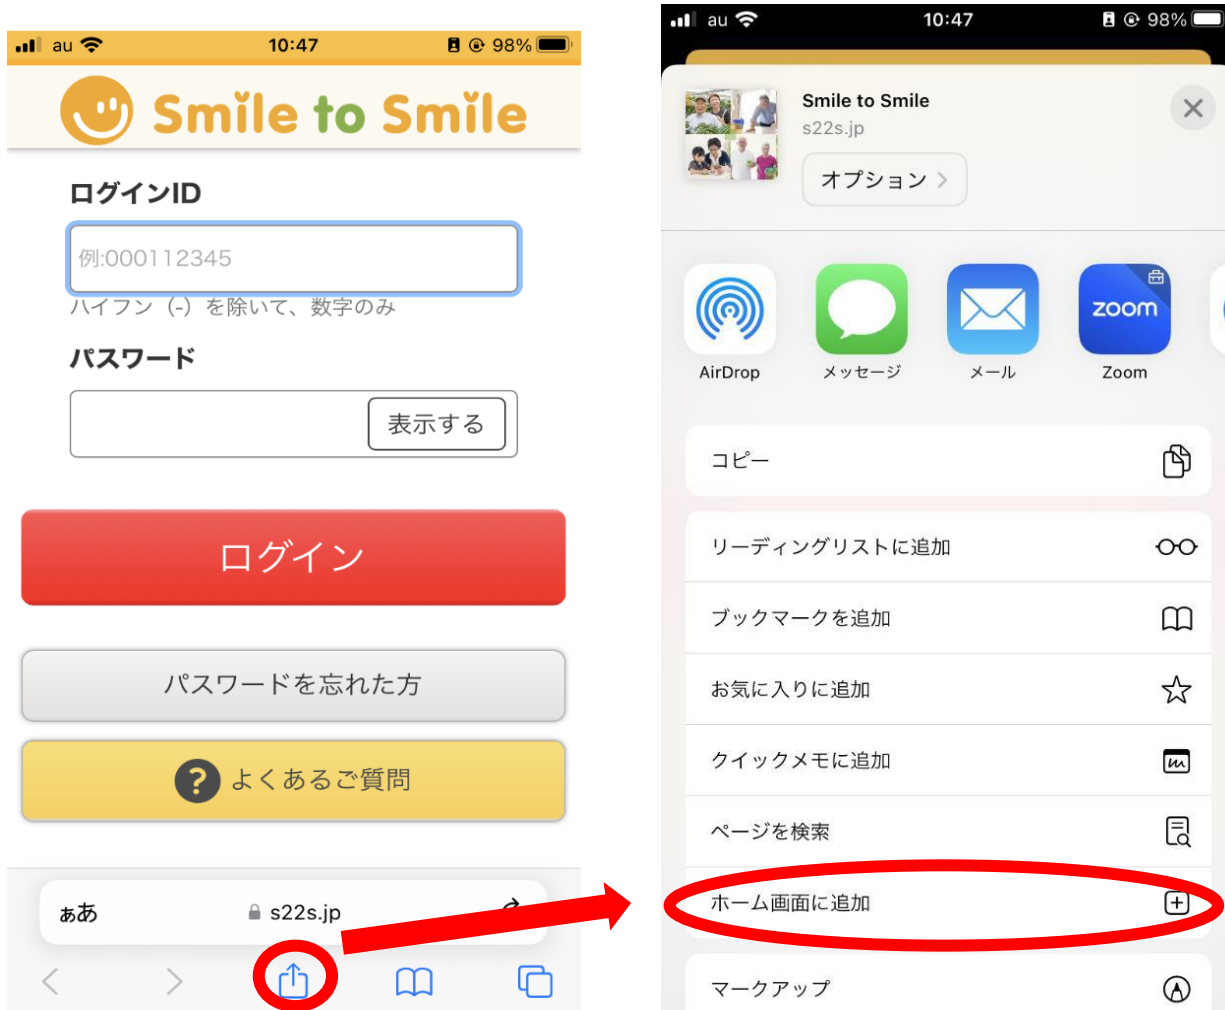 au
10:47
98%
Smile to Smile
ログインID
例:000112345
ハイフン（-）を除いて、数字のみ
パスワード
表示する
ログイン
パスワードを忘れた方
? よくあるご質問
ぁあ
s22s.jp
au
10:47
98%
Smile to Smile
s22s.jp
オプション
zoom
AirDrop
メッセージ
メール
Zoom
コピー
リーディングリストに追加
ブックマークを追加
お気に入りに追加
クイックメモに追加
ページを検索
ホーム画面に追加
マークアップ